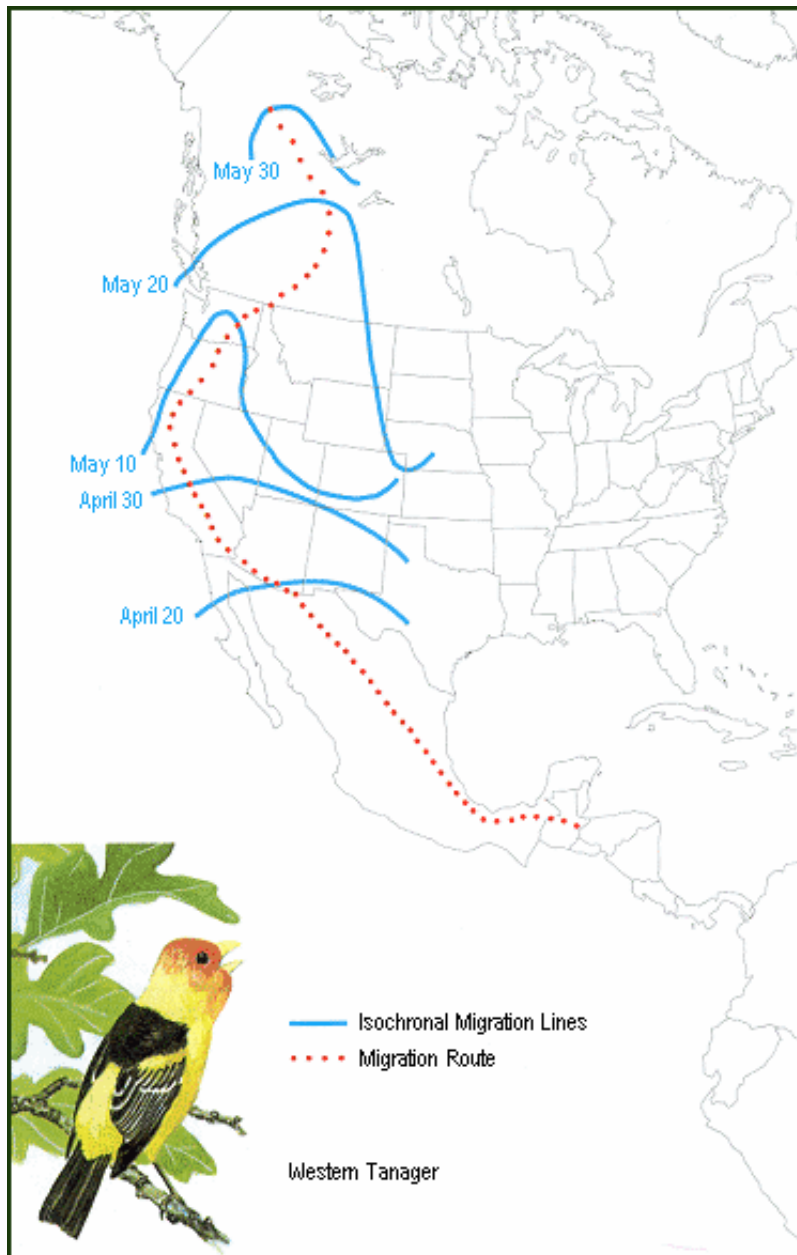 May 30
May 20
May 10
April 30
April 20
Isochronal Migration Lines
Migration Route
Western Tanager